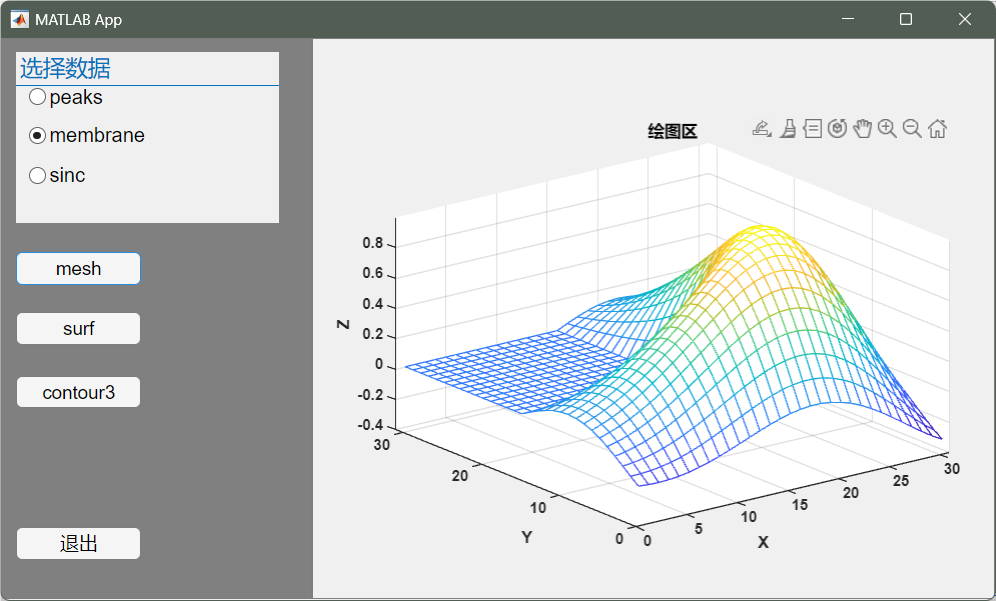 MATLAB App
选择数据
peaks
membrane
sinc
mesh
surf
contour3
退出
绘图区
0.8
0.6
0.4
0.2
0
-0.2
-0.4
Z
30
20
10
0
Y
0
5
10
15
20
25
30
X